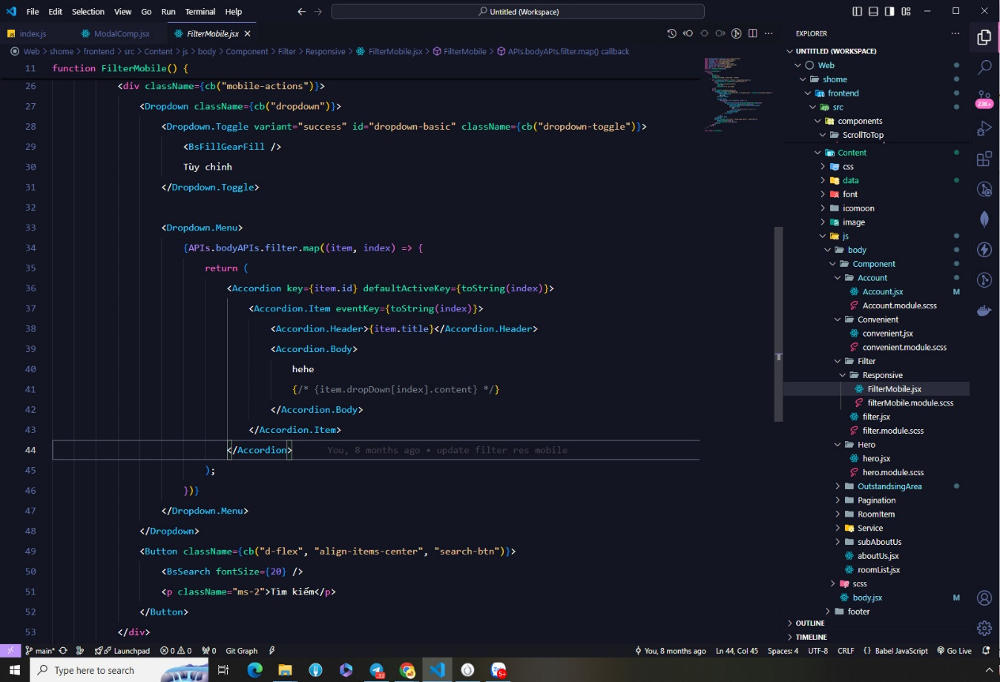 File Edit Selection View Go Run Terminal Help
Untitled (Workspace)
index.js ModalComp.jsx FilterMobile.jsx
Web > shome > frontend > src > Content > js > body > Component > Filter > Responsive > FilterMobile.jsx > FilterMobile > APIs.bodyAPIs.filter.map() callback
11 function FilterMobile() {
26 <div className={cb("mobile-actions")}>
27 <Dropdown className={cb("dropdown")}>
28 <Dropdown.Toggle variant="success" id="dropdown-basic" className={cb("dropdown-toggle")}>
29 <BsFillGearFill />
30 Tùy chỉnh
31 </Dropdown.Toggle>
32
33 <Dropdown.Menu>
34 {APIs.bodyAPIs.filter.map((item, index) => {
35 return (
36 <Accordion key={item.id} defaultActiveKey={toString(index)}>
37 <Accordion.Item eventKey={toString(index)}>
38 <Accordion.Header>{item.title}</Accordion.Header>
39 <Accordion.Body>
40 hehe
41 {/* {item.dropDown[index].content} */}
42 </Accordion.Body>
43 </Accordion.Item>
44 </Accordion> You, 8 months ago • update filter res mobile
45 );
46 })}
47 </Dropdown.Menu>
48 </Dropdown>
49 <Button className={cb("d-flex", "align-items-center", "search-btn")}>
50 <BsSearch fontSize={20} />
51 <p className="ms-2">Tìm kiếm</p>
52 </Button>
53 </div>
EXPLORER
UNTITLED (WORKSPACE)
Web
shome
frontend
src
components
ScrollToTop
Content
css
data
font
icomoon
image
js
body
Component
Account
Account.jsx M
Account.module.scss
Convenient
convenient.jsx
convenient.module.scss
Filter
Responsive
FilterMobile.jsx
filterMobile.module.scss
filter.jsx
filter.module.scss
Hero
hero.jsx
hero.module.scss
OutstandsingArea
Pagination
RoomItem
Service
subAboutUs
aboutUs.jsx
roomList.jsx
scss
body.jsx M
footer
OUTLINE
TIMELINE
23K+
main* Launchpad 0 0 0 Git Graph
You, 8 months ago Ln 44, Col 45 Spaces: 4 UTF-8 CRLF {} Babel JavaScript Go Live
Type here to search
32
5+